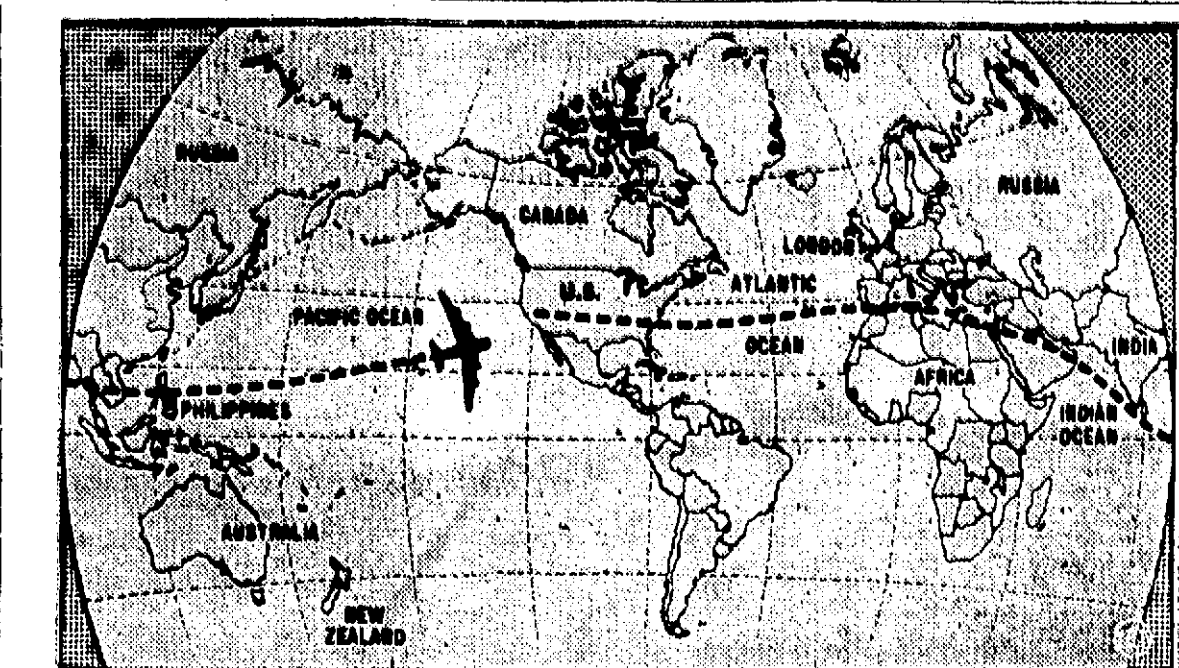 RUSSIA
RUSSIA
CANADA
LONDON
U.S.
ATLANTIC
OCEAN
PACIFIC OCEAN
INDIA
AFRICA
PHILIPPINES
INDIAN
OCEAN
AUSTRALIA
NEW
ZEALAND